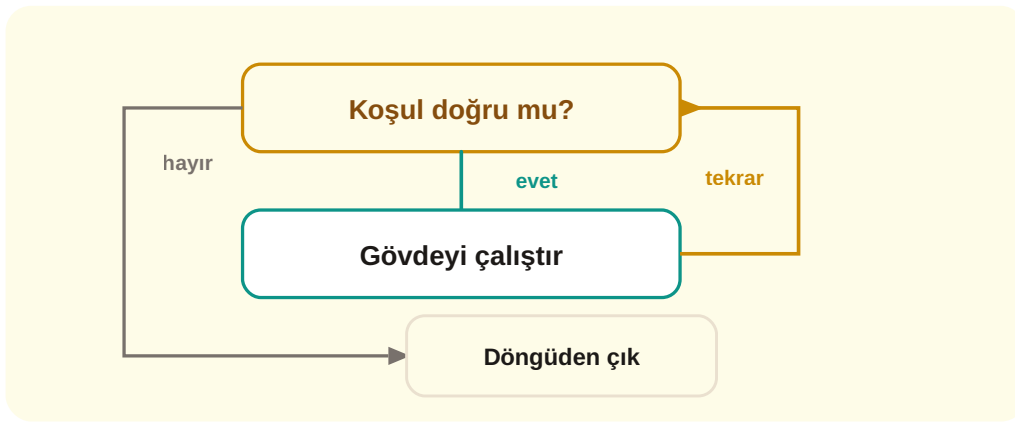 Koşul doğru mu?
hayır
evet
tekrar
Gövdeyi çalıştır
Döngüden çık